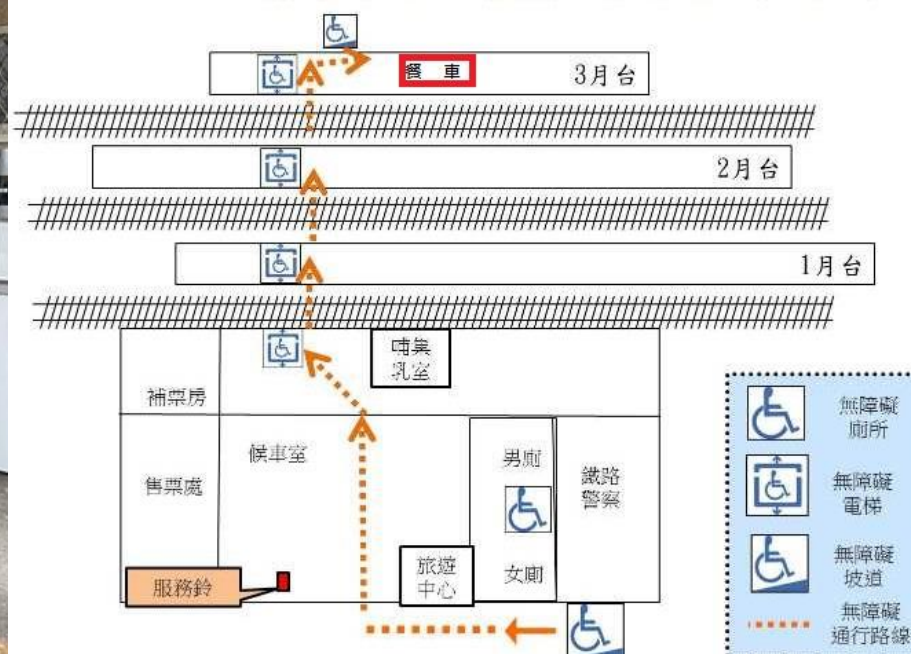 餐 車
3月台
2月台
1月台
哺集
乳室
補票房
候車室
售票處
男廁
鐵路
警察
女廁
旅遊
中心
服務鈴
無障礙
廁所
無障礙
電梯
無障礙
坡道
無障礙
通行路線